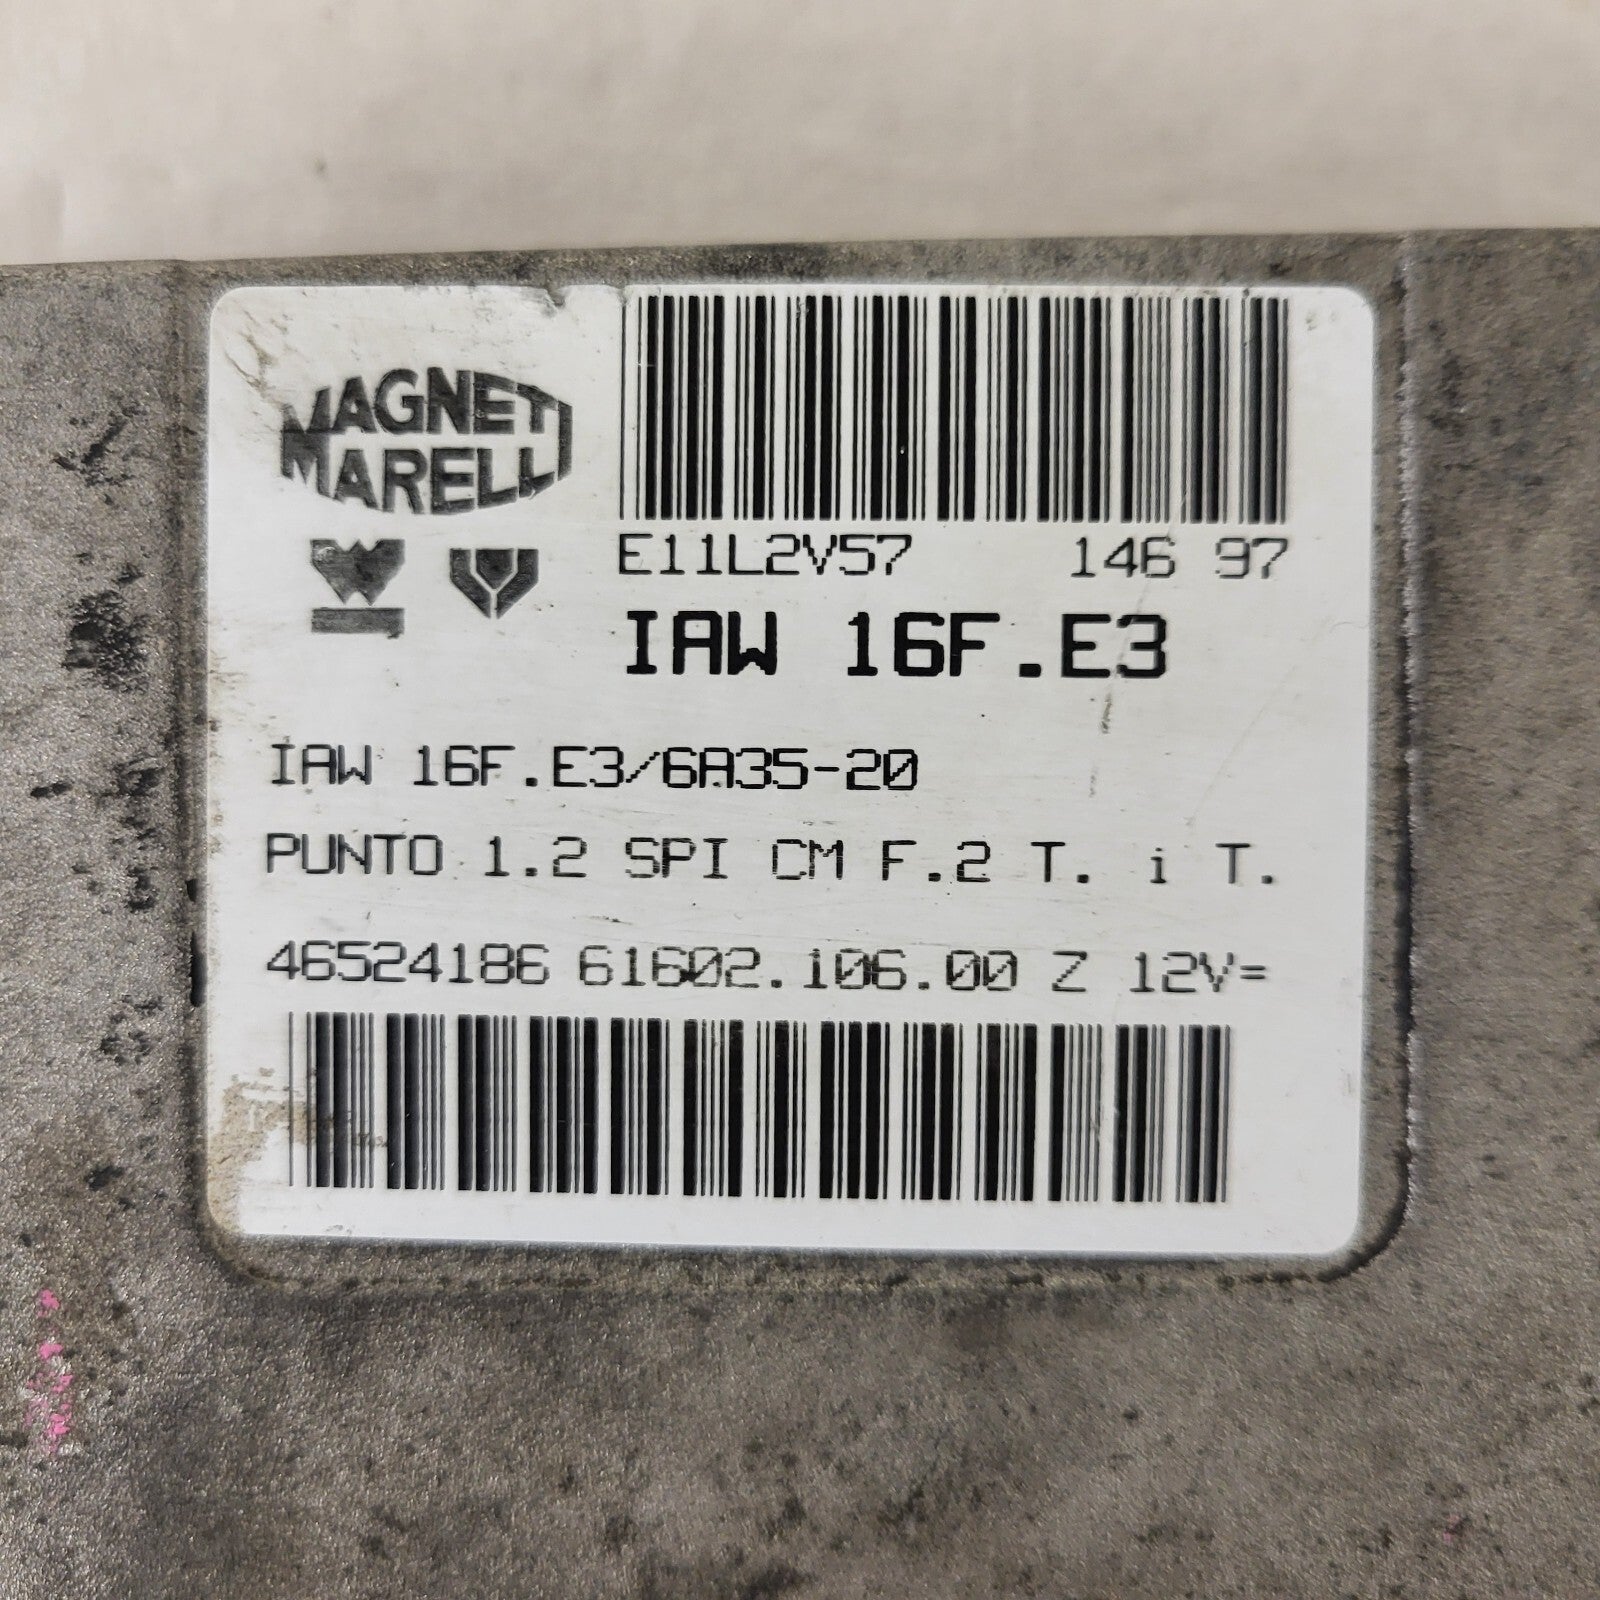 MAGNETI
MARELLI
E11L2V57 146 97
IAW 16F.E3
IAW 16F.E3/6A35-20
PUNTO 1.2 SPI CM F.2 T. i T.
46524186 61602.106.00 Z 12V=